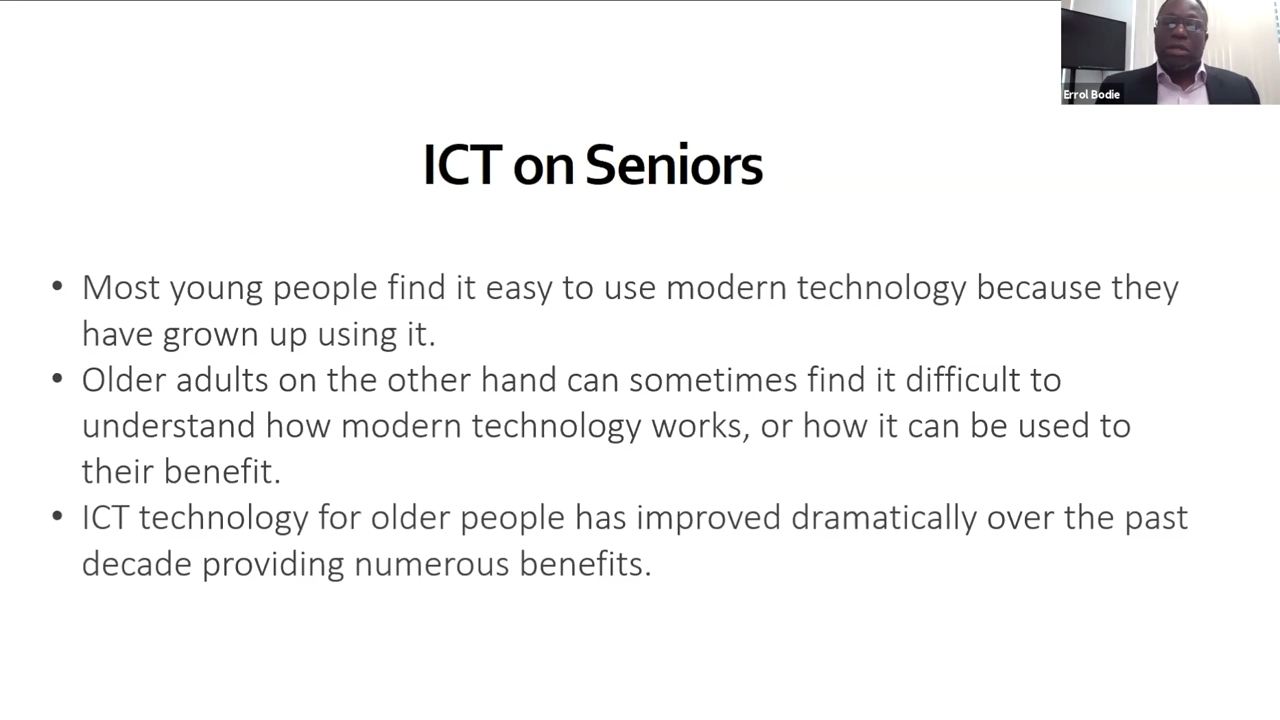 Errol Bodie
ICT on Seniors
• Most young people find it easy to use modern technology because they
have grown up using it.
• Older adults on the other hand can sometimes find it difficult to
understand how modern technology works, or how it can be used to
their benefit.
• ICT technology for older people has improved dramatically over the past
decade providing numerous benefits.